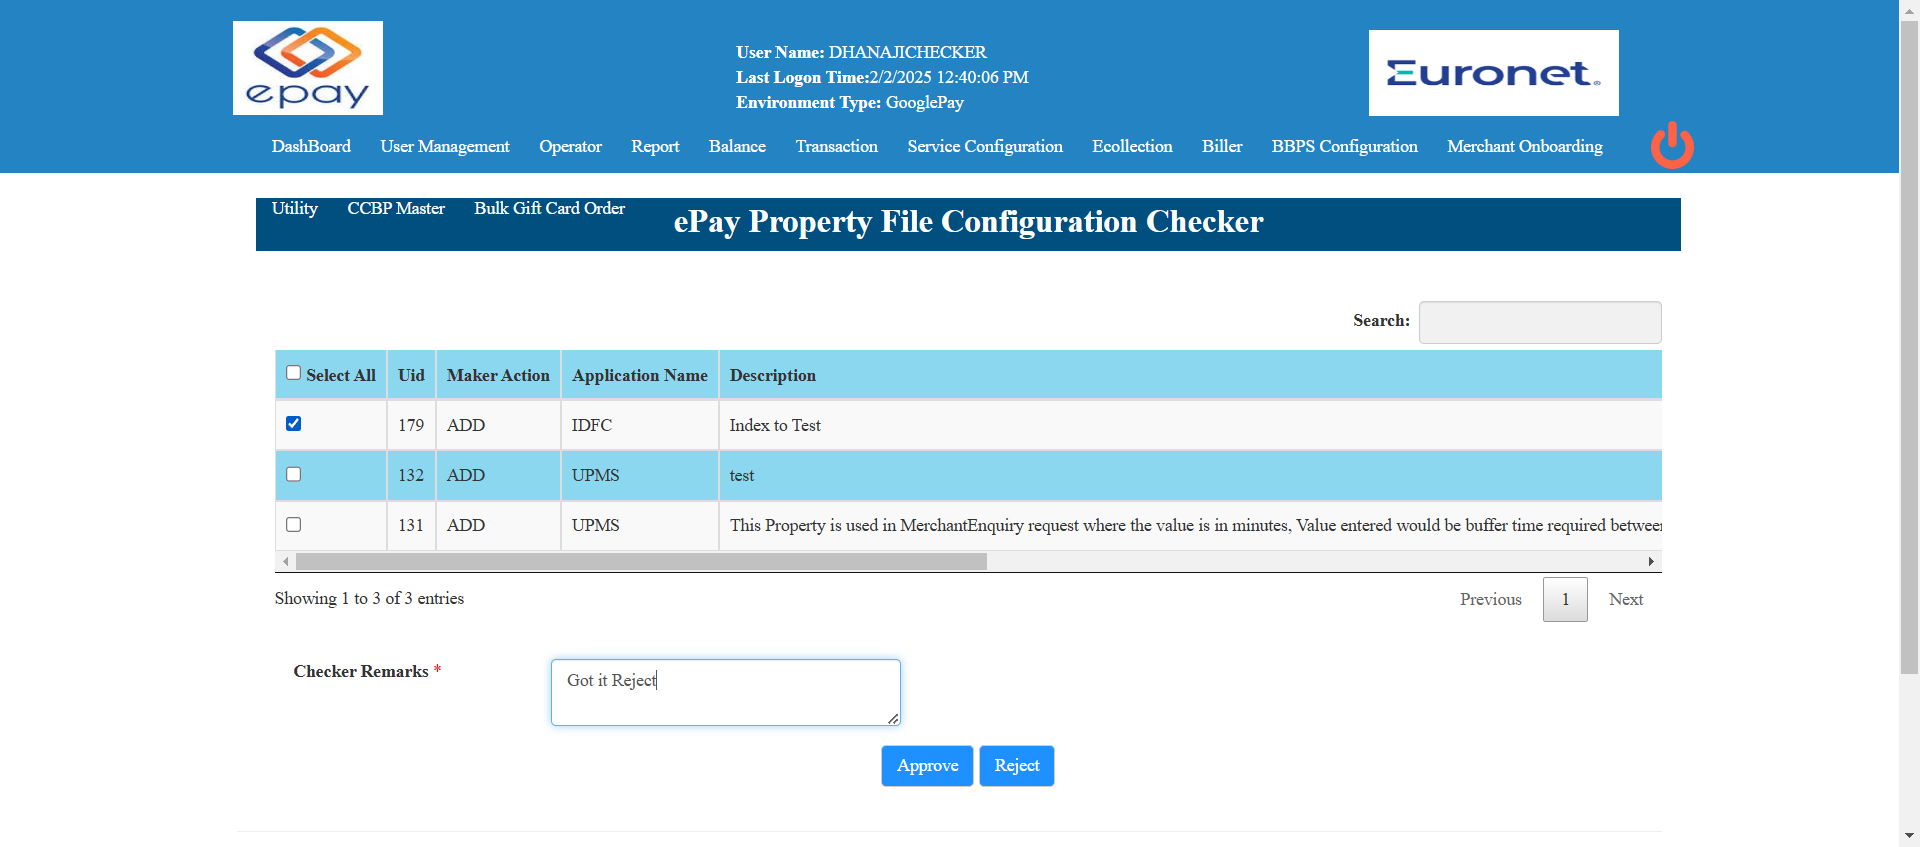 epay
User Name: DHANAJICHECKER
Last Logon Time:2/2/2025 12:40:06 PM
Environment Type: GooglePay
Euronet®
DashBoard User Management Operator Report Balance Transaction Service Configuration Ecollection Biller BBPS Configuration Merchant Onboarding
Utility CCBP Master Bulk Gift Card Order
ePay Property File Configuration Checker
Search:
Select All Uid Maker Action Application Name Description
179 ADD IDFC Index to Test
132 ADD UPMS test
131 ADD UPMS This Property is used in MerchantEnquiry request where the value is in minutes, Value entered would be buffer time required between
Showing 1 to 3 of 3 entries
Previous 1 Next
Checker Remarks *
Got it Reject
Approve Reject